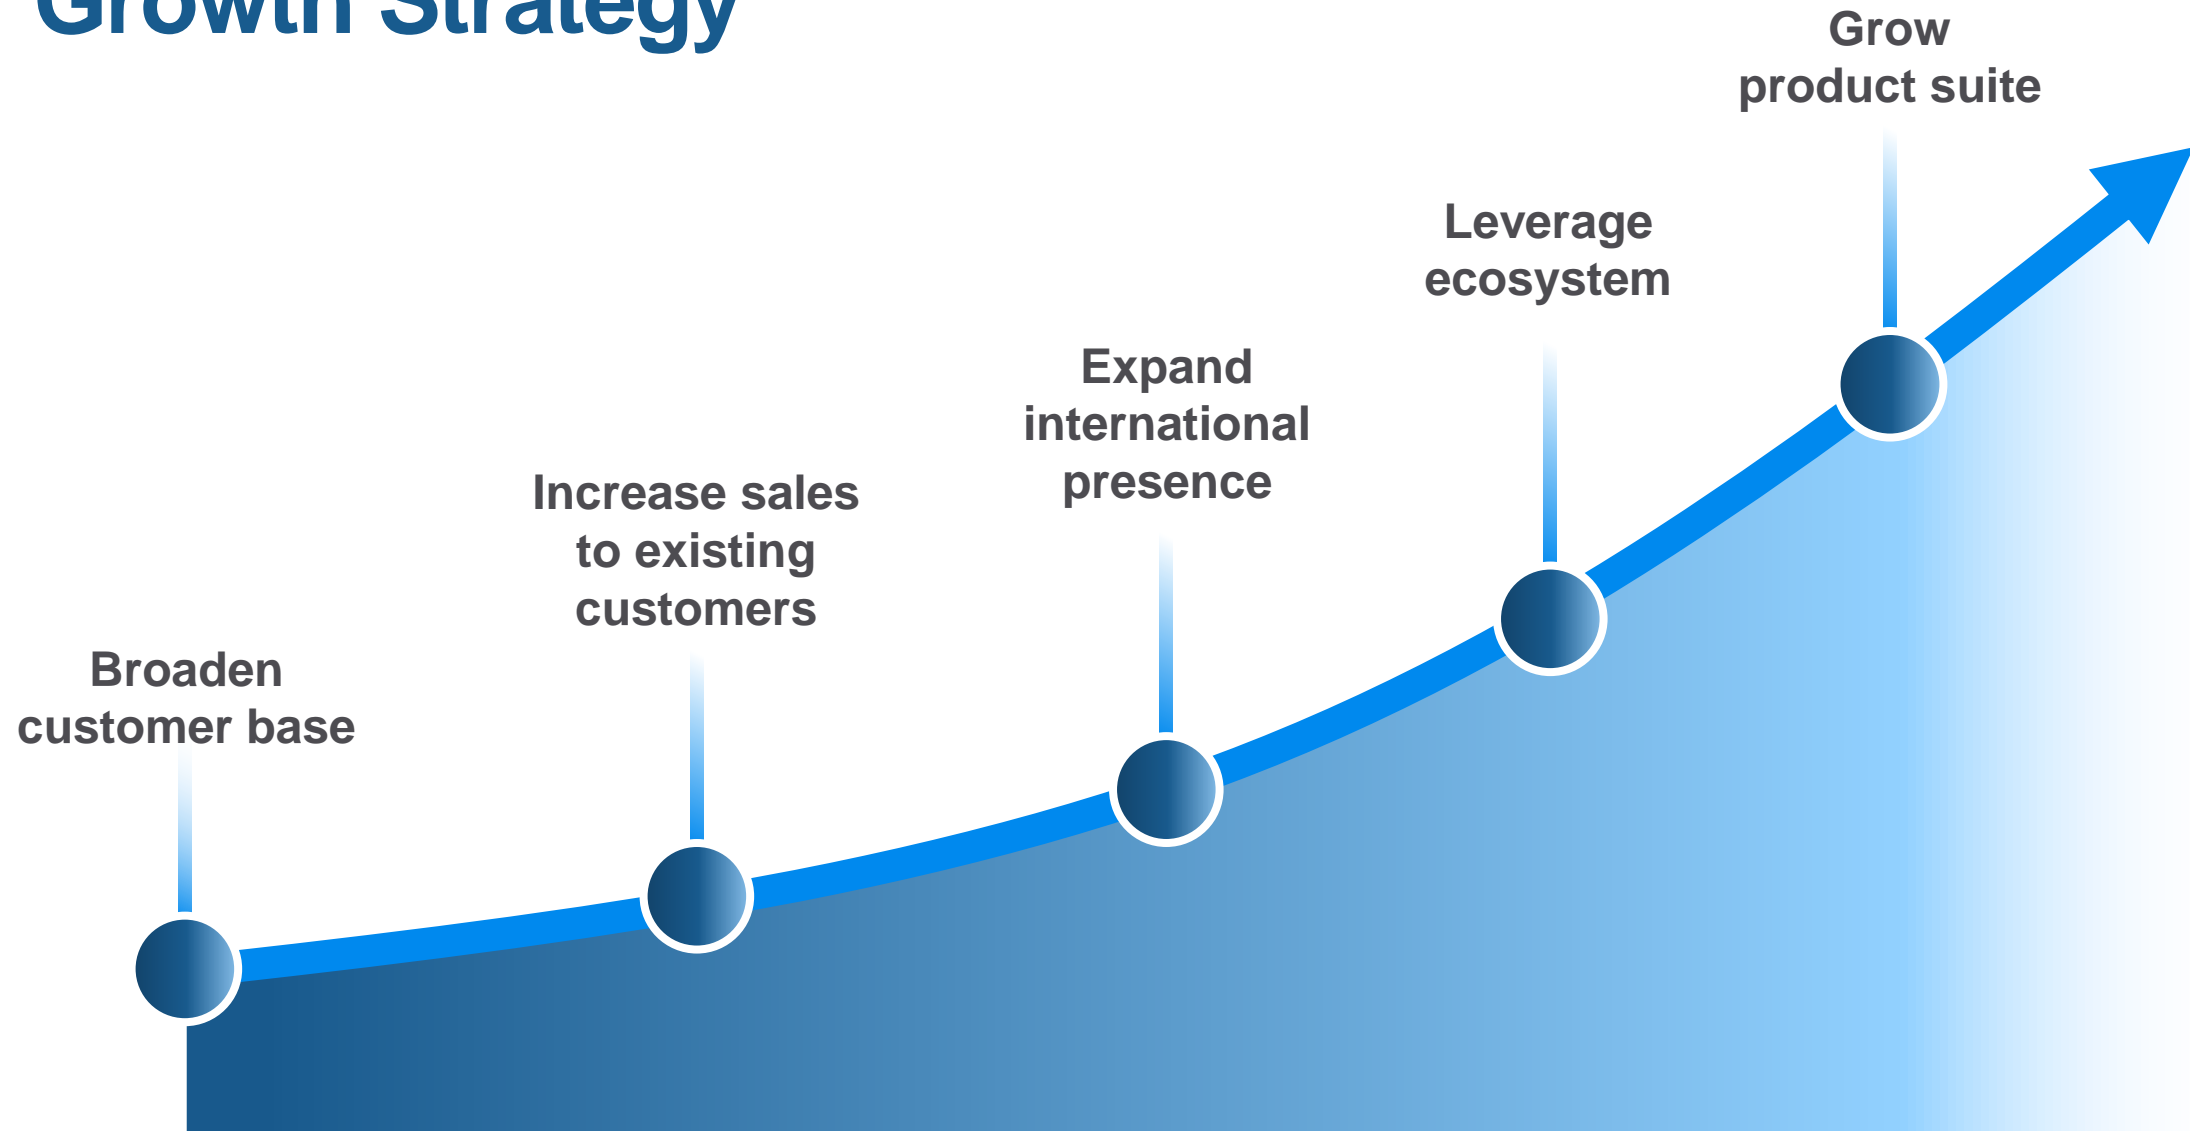 Growth Strategy
Grow
product suite
Leverage
ecosystem
Expand
international
presence
Increase sales
to existing
customers
Broaden
customer base